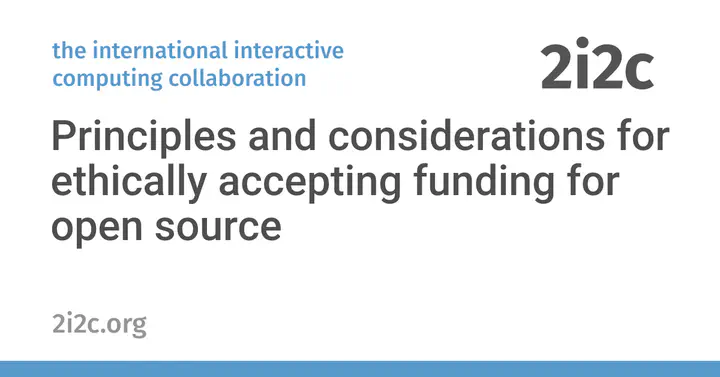 the international interactive
computing collaboration
2i2c
Principles and considerations for
ethically accepting funding for
open source
2i2c.org